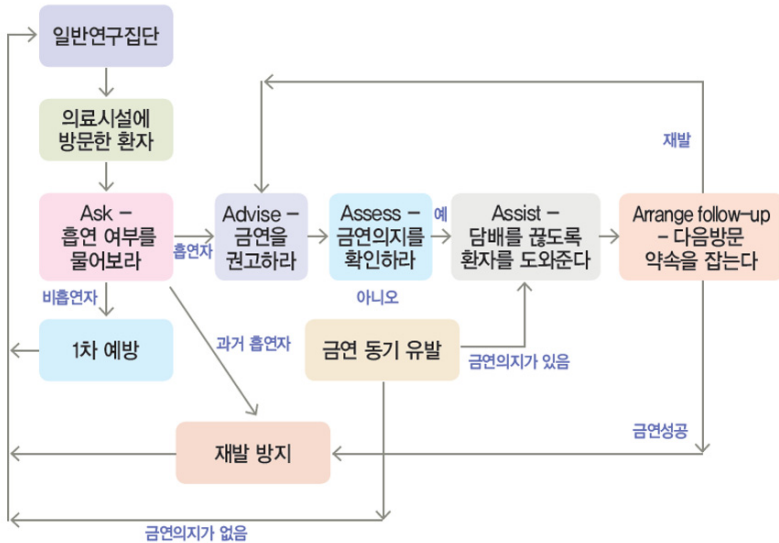 일반연구집단
의료시설에
방문한 환자
재발
Ask –
흡연 여부를
물어보라
흡연자
Advise –
금연을
권고하라
Assess –
금연의지를
확인하라
예
Assist –
담배를 끊도록
환자를 도와준다
Arrange follow-up
– 다음방문
약속을 잡는다
비흡연자
아니오
1차 예방
과거 흡연자
금연 동기 유발
금연의지가 있음
금연성공
재발 방지
금연의지가 없음